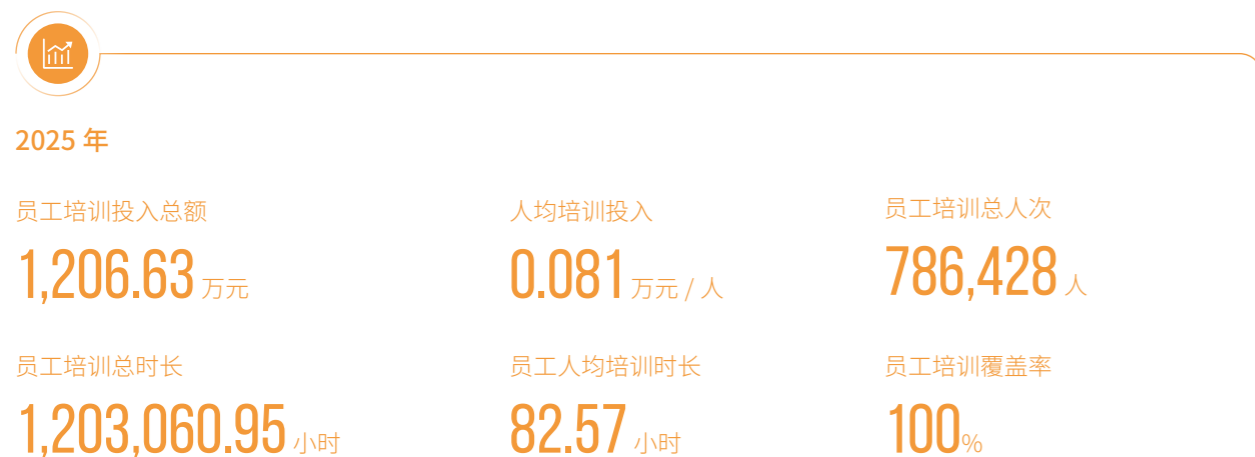 2025 年
员工培训投入总额
1,206.63 万元
人均培训投入
0.081 万元 / 人
员工培训总人次
786,428 人
员工培训总时长
1,203,060.95 小时
员工人均培训时长
82.57 小时
员工培训覆盖率
100%